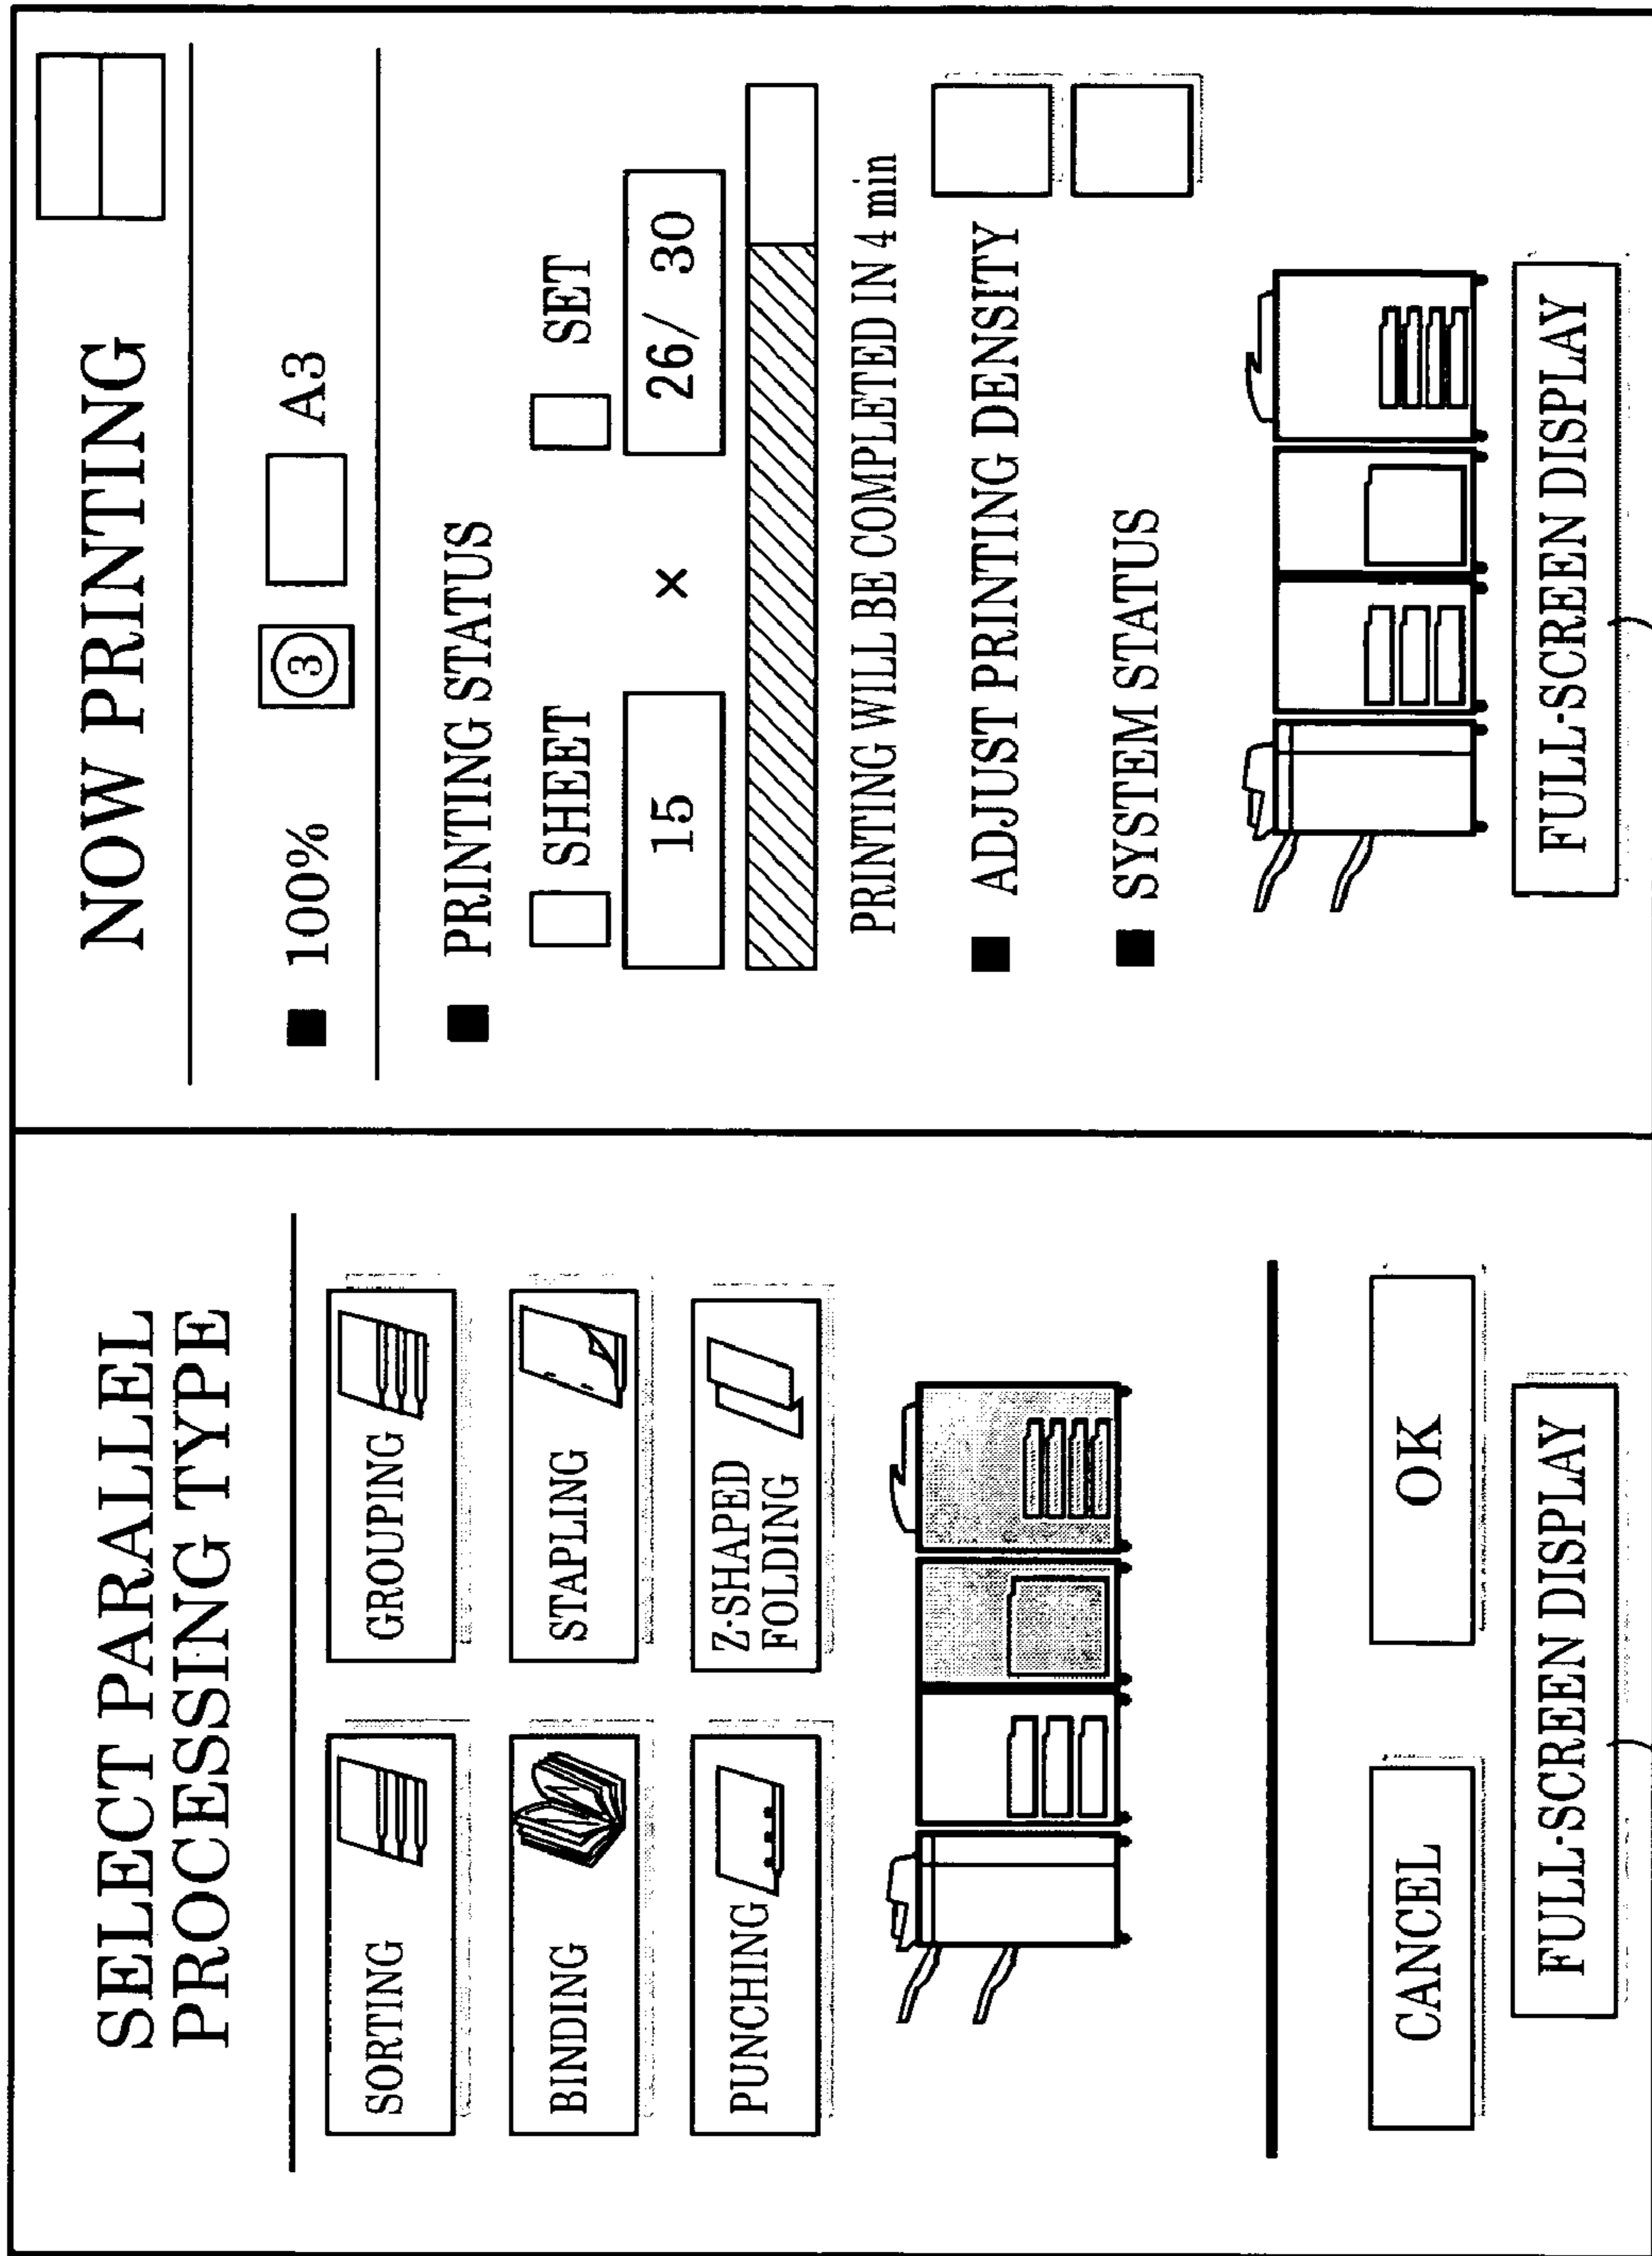 SELECT PARALLEL
PROCESSING TYPE
SORTING
GROUPING
BINDING
STAPLING
PUNCHING
Z-SHAPED
FOLDING
CANCEL
OK
FULL-SCREEN DISPLAY
NOW PRINTING
■ 100% 3 A3
■ PRINTING STATUS
SHEET SET
15 × 26/ 30
PRINTING WILL BE COMPLETED IN 4 min
■ ADJUST PRINTING DENSITY
■ SYSTEM STATUS
FULL-SCREEN DISPLAY